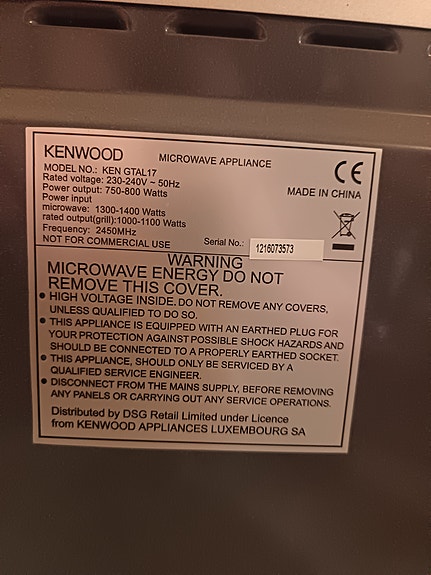 KENWOOD MICROWAVE APPLIANCE
MODEL NO.: KEN GTAL17
Rated voltage: 230-240V ~ 50Hz
Power output: 750-800 Watts
Power input
microwave: 1300-1400 Watts
rated output(grill):1000-1100 Watts
Frequency: 2450MHz
NOT FOR COMMERCIAL USE
CE
MADE IN CHINA
Serial No.: 1216073573
WARNING
MICROWAVE ENERGY DO NOT
REMOVE THIS COVER.
• HIGH VOLTAGE INSIDE. DO NOT REMOVE ANY COVERS,
UNLESS QUALIFIED TO DO SO.
• THIS APPLIANCE IS EQUIPPED WITH AN EARTHED PLUG FOR
YOUR PROTECTION AGAINST POSSIBLE SHOCK HAZARDS AND
SHOULD BE CONNECTED TO A PROPERLY EARTHED SOCKET.
• THIS APPLIANCE, SHOULD ONLY BE SERVICED BY A
QUALIFIED SERVICE ENGINEER.
• DISCONNECT FROM THE MAINS SUPPLY, BEFORE REMOVING
ANY PANELS OR CARRYING OUT ANY SERVICE OPERATIONS.
Distributed by DSG Retail Limited under Licence
from KENWOOD APPLIANCES LUXEMBOURG SA